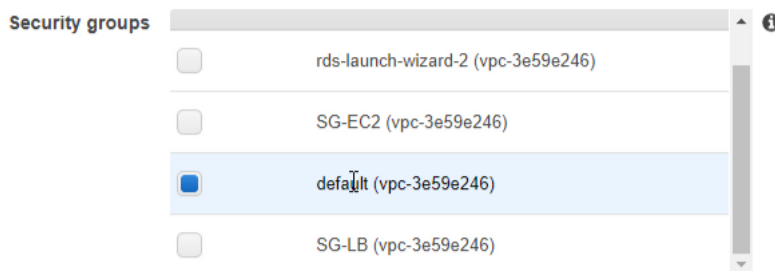 Security groups
rds-launch-wizard-2 (vpc-3e59e246)
SG-EC2 (vpc-3e59e246)
default (vpc-3e59e246)
SG-LB (vpc-3e59e246)